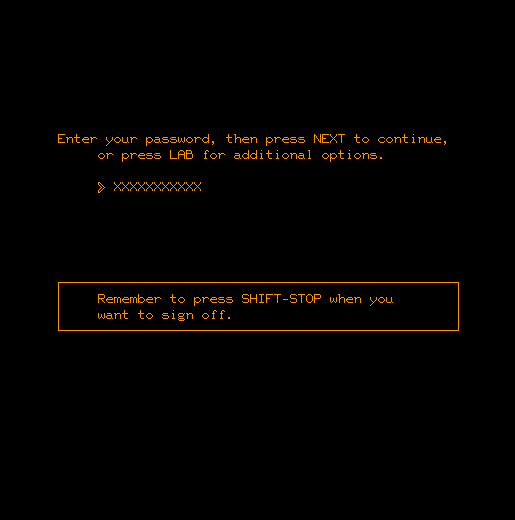 Enter your password, then press NEXT to continue,
or press LAB for additional options.
> XXXXXXXXXXX
Remember to press SHIFT-STOP when you
want to sign off.